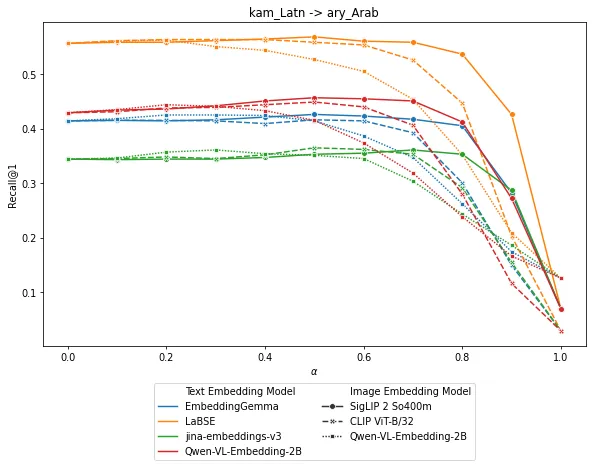 kam_Latn -> ary_Arab
Recall@1
0.5
0.4
0.3
0.2
0.1
0.0 0.2 0.4 0.6 0.8 1.0
α
Text Embedding Model Image Embedding Model
EmbeddingGemma SigLIP 2 So400m
LaBSE CLIP ViT-B/32
jina-embeddings-v3 Qwen-VL-Embedding-2B
Qwen-VL-Embedding-2B